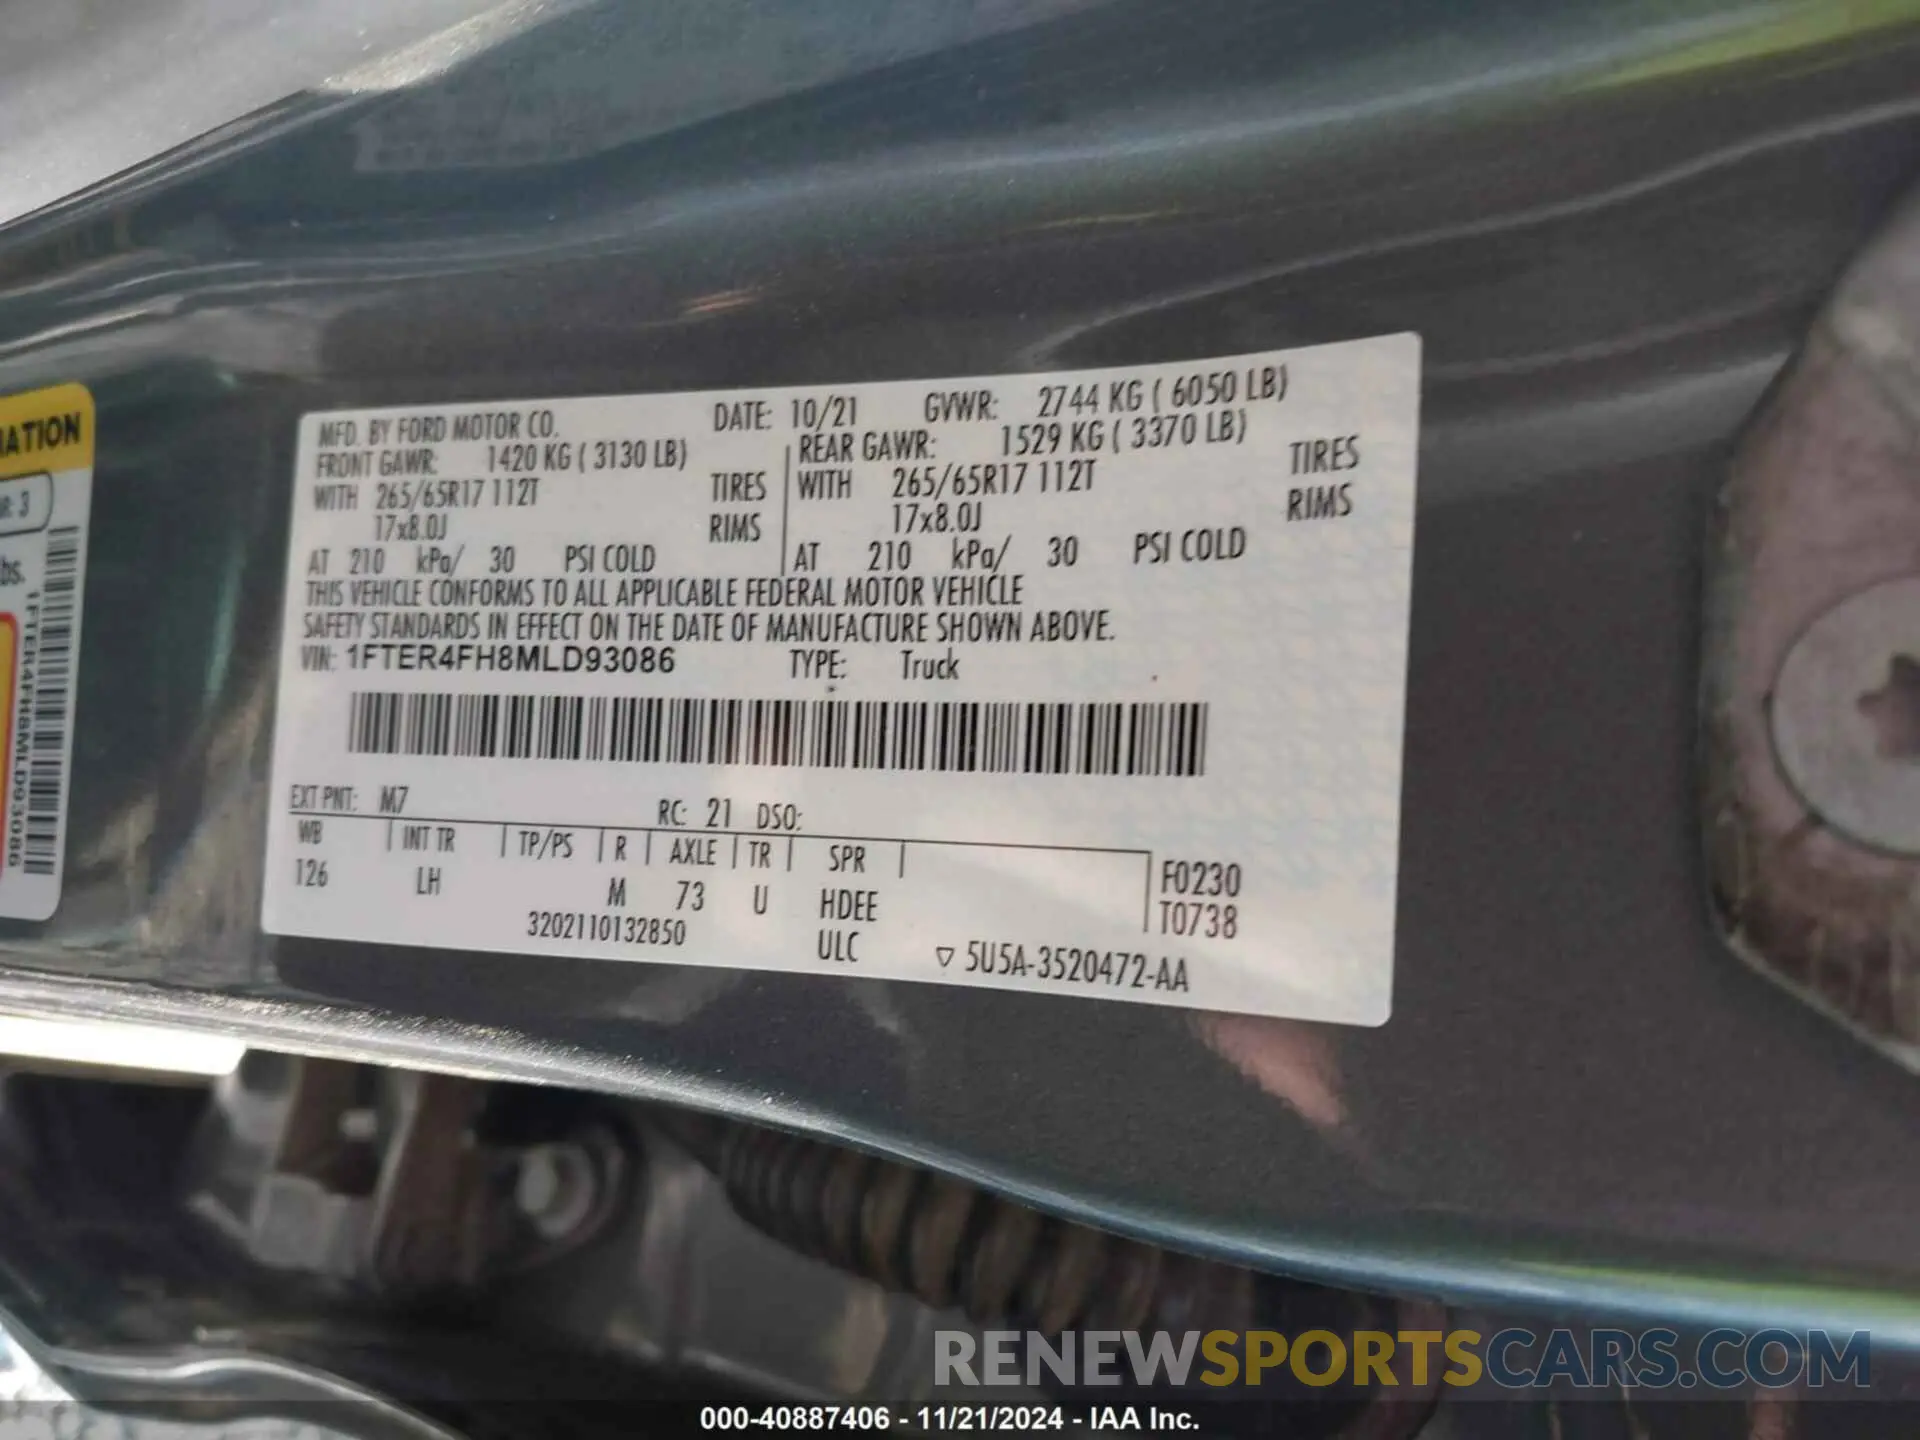 MFD. BY FORD MOTOR CO. DATE: 10/21 GVWR: 2744 KG ( 6050 LB)
FRONT GAWR: 1420 KG ( 3130 LB) REAR GAWR: 1529 KG ( 3370 LB)
WITH 265/65R17 112T TIRES WITH 265/65R17 112T TIRES
17x8.0J RIMS 17x8.0J RIMS
AT 210 kPa/ 30 PSI COLD AT 210 kPa/ 30 PSI COLD
THIS VEHICLE CONFORMS TO ALL APPLICABLE FEDERAL MOTOR VEHICLE
SAFETY STANDARDS IN EFFECT ON THE DATE OF MANUFACTURE SHOWN ABOVE.
VIN: 1FTER4FH8MLD93086 TYPE: Truck
EXT PNT: M7 RC: 21 DSO:
WB INT TR TP/PS R AXLE TR SPR
126 LH M 73 U HDEE
F0230
T0738
3202110132850 ULC
▽ 5U5A-3520472-AA
ATION
R: 3
bs.
1FTER4FH8MLD93086
RENEWSPORTSCARS.COM
000-40887406 - 11/21/2024 - IAA Inc.